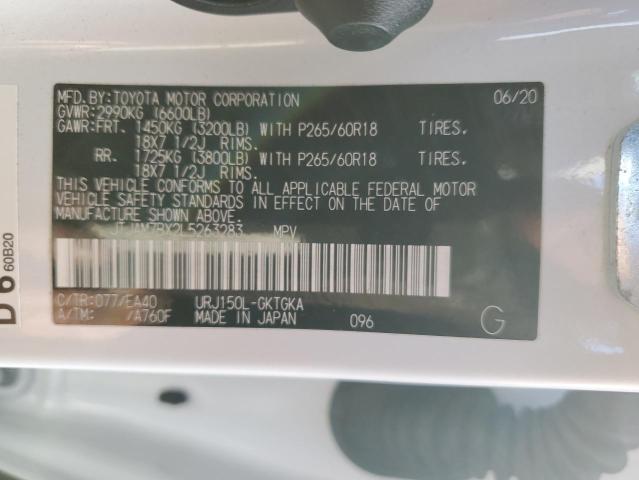 MFD.BY:TOYOTA MOTOR CORPORATION 06/20
GVWR:2990KG (6600LB)
GAWR:FRT. 1450KG (3200LB) WITH P265/60R18 TIRES.
18X7 1/2J RIMS.
RR. 1725KG (3800LB) WITH P265/60R18 TIRES.
18X7 1/2J RIMS.
THIS VEHICLE CONFORMS TO ALL APPLICABLE FEDERAL MOTOR
VEHICLE SAFETY STANDARDS IN EFFECT ON THE DATE OF
MANUFACTURE SHOWN ABOVE.
JTJAM7BX2L5263283 MPV
C/TR:077/EA40 URJ150L-GKTGKA
A/TM: /A760F MADE IN JAPAN 096 G
D 6
60B20